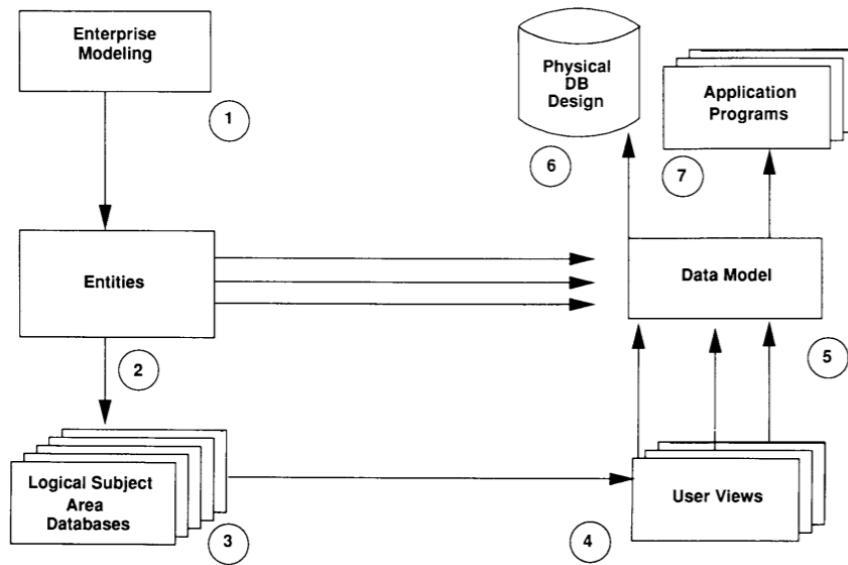 Enterprise
Modeling
1
Physical
DB
Design
6
Application
Programs
7
Entities
2
Data Model
5
Logical Subject
Area
Databases
3
User Views
4